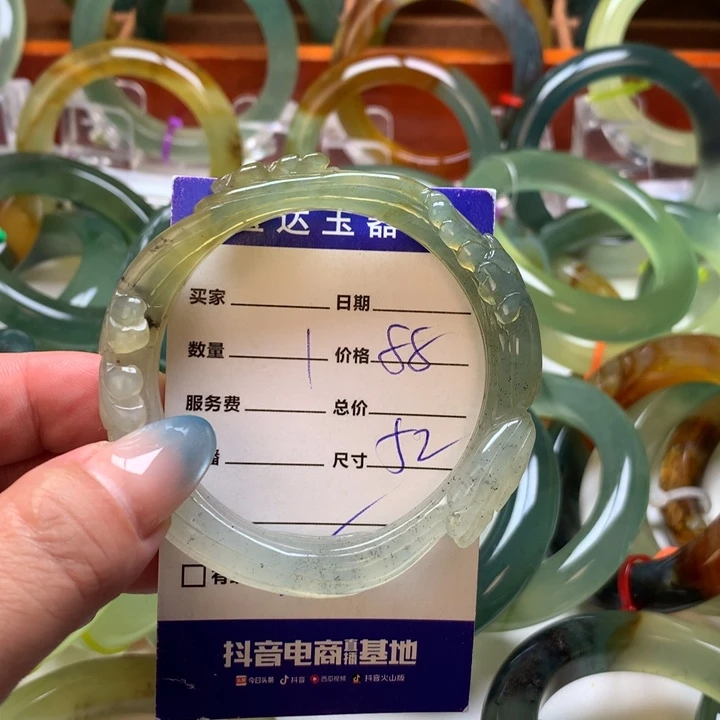 达玉器
买家 日期
数量 1 价格 88
服务费 总价
尺寸 52
抖音电商直播基地
今日头条 抖音 西瓜视频 抖音火山版